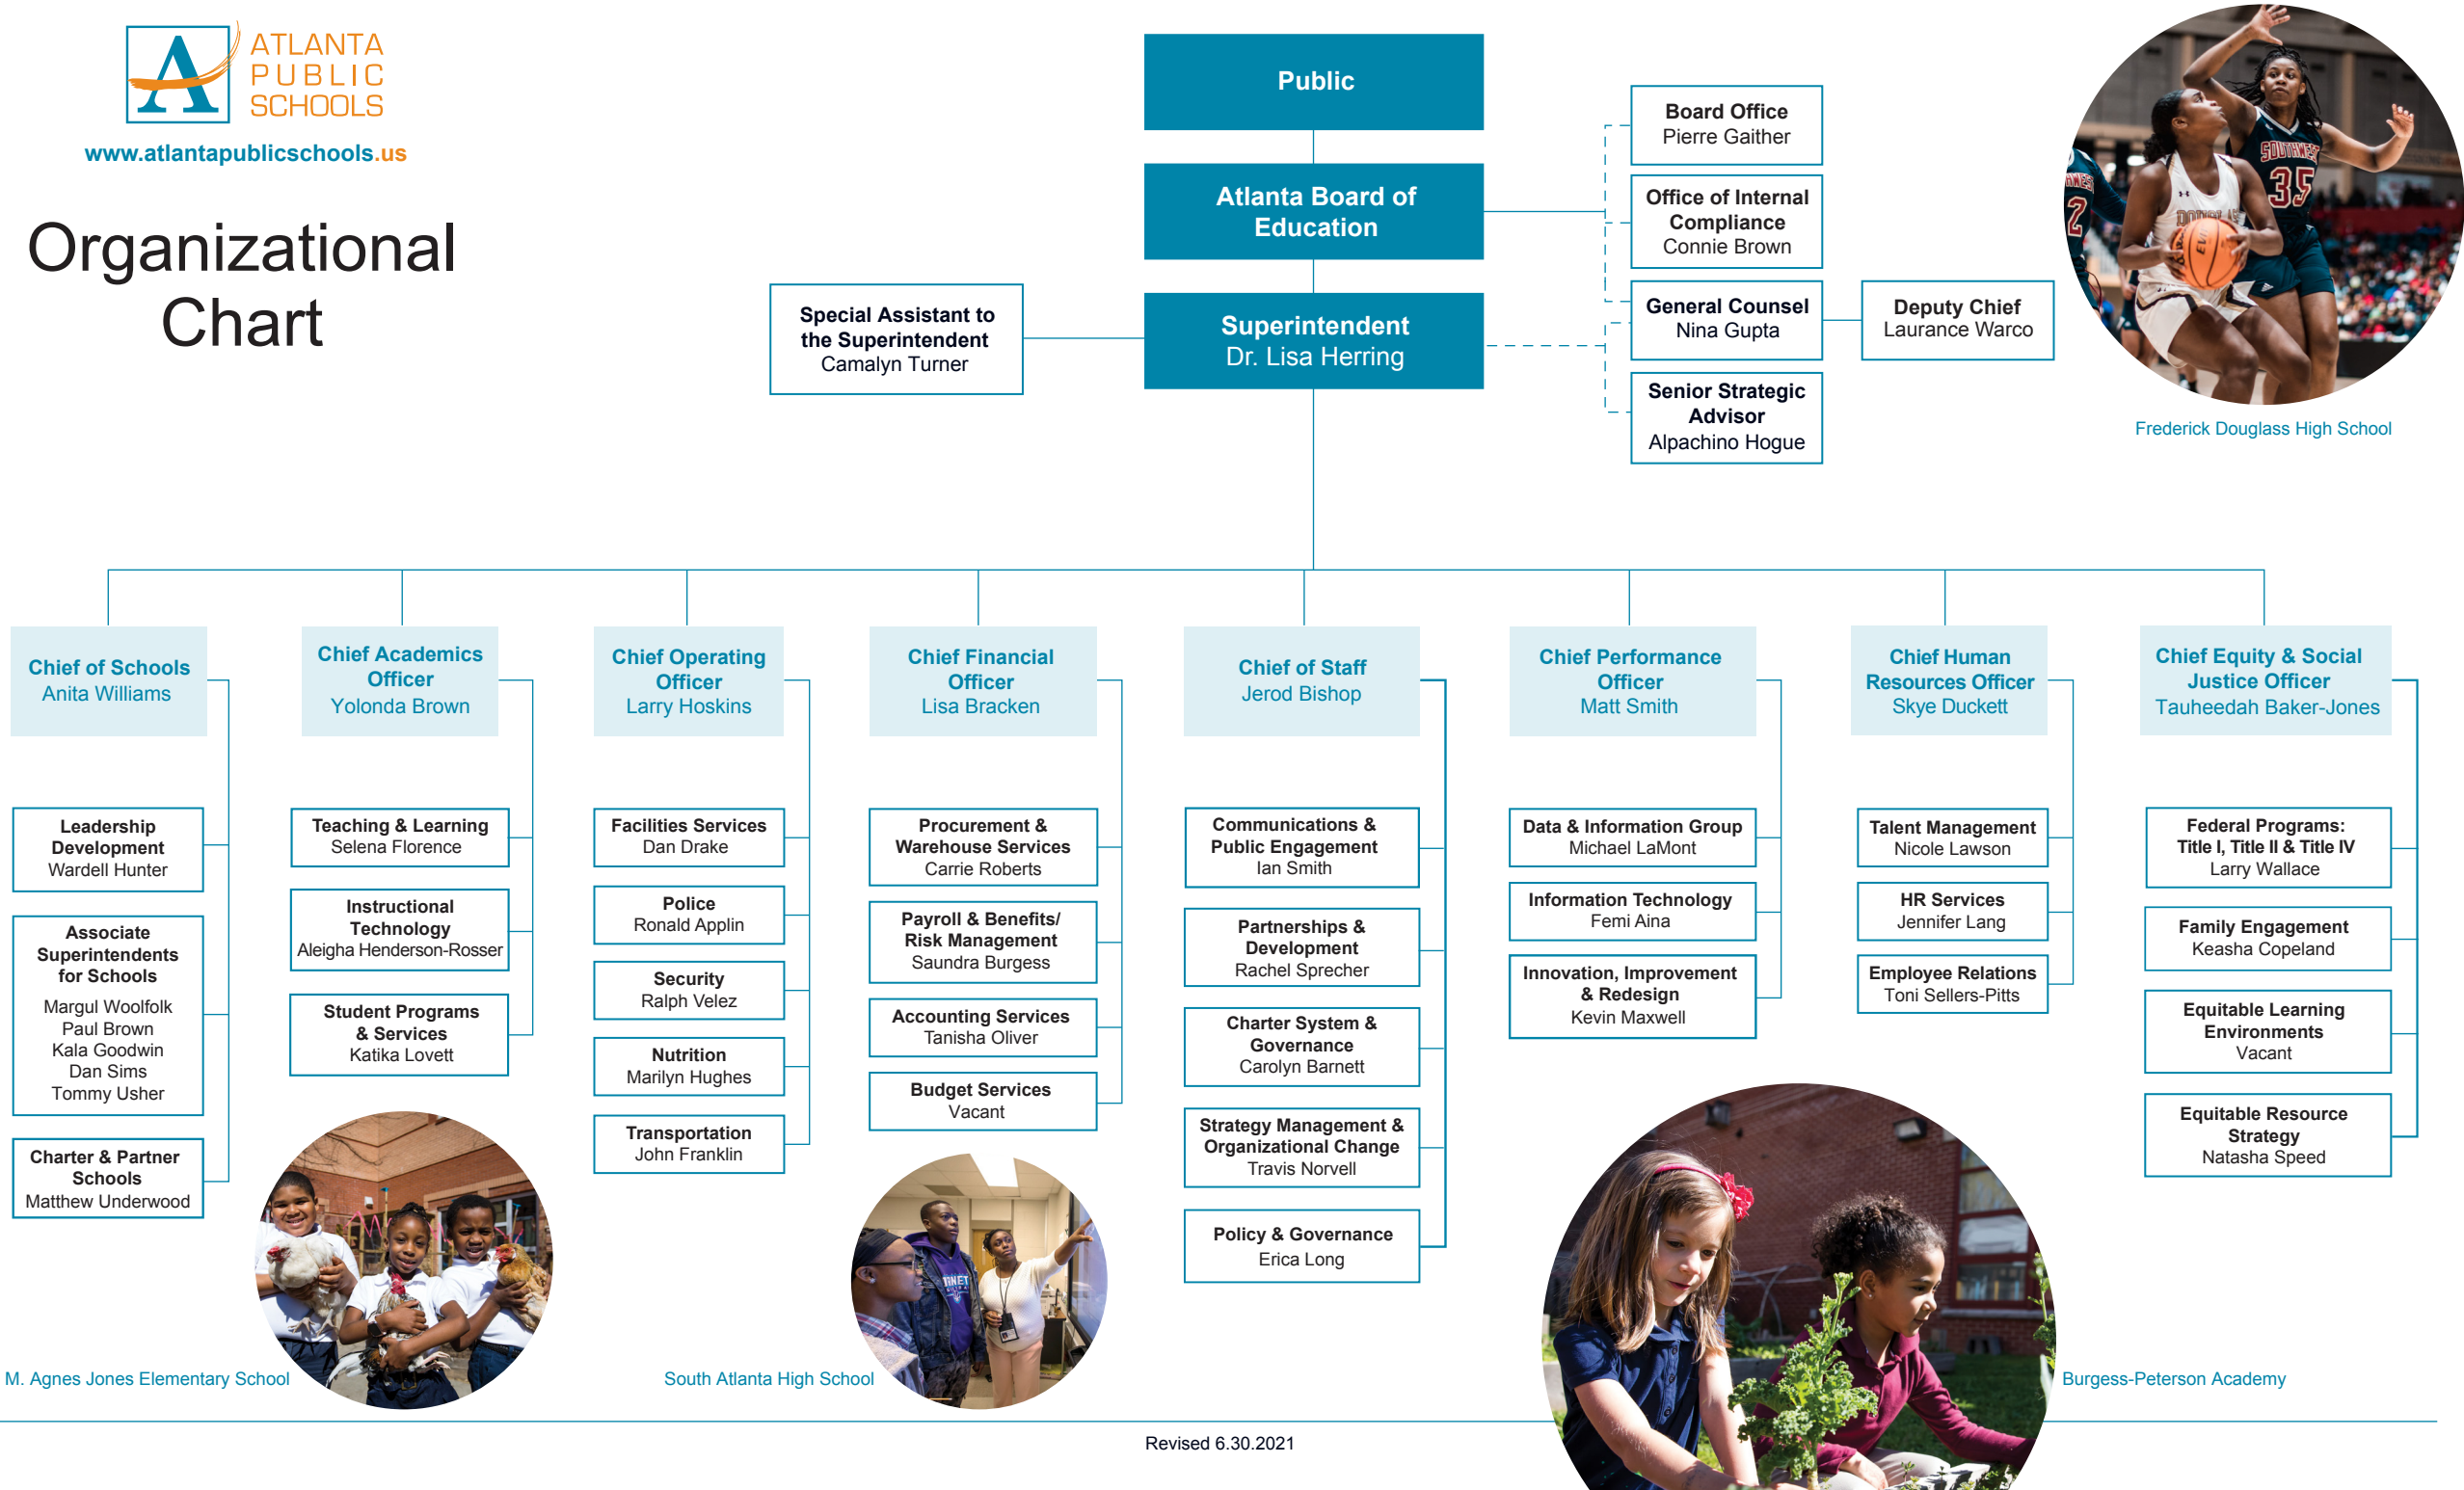 ATLANTA
PUBLIC
SCHOOLS
www.atlantapublicschools.us
Organizational
Chart
Public
Atlanta Board of
Education
Superintendent
Dr. Lisa Herring
Special Assistant to
the Superintendent
Camalyn Turner
Board Office
Pierre Gaither
Office of Internal
Compliance
Connie Brown
General Counsel
Nina Gupta
Deputy Chief
Laurance Warco
Senior Strategic
Advisor
Alpachino Hogue
SOUTHWEST
35
2
Frederick Douglass High School
Chief of Schools
Anita Williams
Leadership
Development
Wardell Hunter
Associate
Superintendents
for Schools
Margul Woolfolk
Paul Brown
Kala Goodwin
Dan Sims
Tommy Usher
Charter & Partner
Schools
Matthew Underwood
Chief Academics
Officer
Yolonda Brown
Teaching & Learning
Selena Florence
Instructional
Technology
Aleigha Henderson-Rosser
Student Programs
& Services
Katika Lovett
Chief Operating
Officer
Larry Hoskins
Facilities Services
Dan Drake
Police
Ronald Applin
Security
Ralph Velez
Nutrition
Marilyn Hughes
Transportation
John Franklin
Chief Financial
Officer
Lisa Bracken
Procurement &
Warehouse Services
Carrie Roberts
Payroll & Benefits/
Risk Management
Saundra Burgess
Accounting Services
Tanisha Oliver
Budget Services
Vacant
Chief of Staff
Jerod Bishop
Communications &
Public Engagement
Ian Smith
Partnerships &
Development
Rachel Sprecher
Charter System &
Governance
Carolyn Barnett
Strategy Management &
Organizational Change
Travis Norvell
Policy & Governance
Erica Long
Chief Performance
Officer
Matt Smith
Data & Information Group
Michael LaMont
Information Technology
Femi Aina
Innovation, Improvement
& Redesign
Kevin Maxwell
Chief Human
Resources Officer
Skye Duckett
Talent Management
Nicole Lawson
HR Services
Jennifer Lang
Employee Relations
Toni Sellers-Pitts
Chief Equity & Social
Justice Officer
Tauheedah Baker-Jones
Federal Programs:
Title I, Title II & Title IV
Larry Wallace
Family Engagement
Keasha Copeland
Equitable Learning
Environments
Vacant
Equitable Resource
Strategy
Natasha Speed
M. Agnes Jones Elementary School
South Atlanta High School
Burgess-Peterson Academy
Revised 6.30.2021